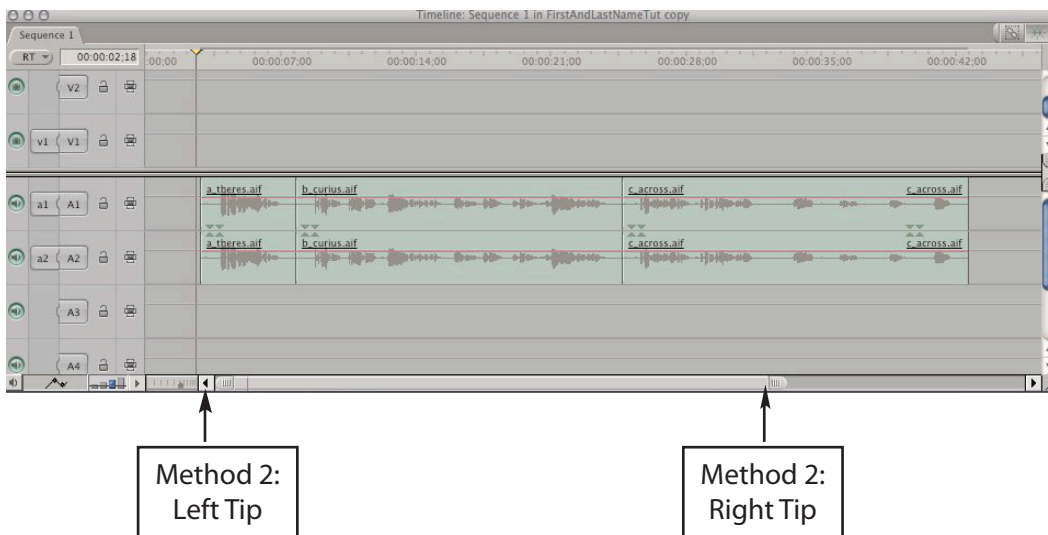 Timeline: Sequence 1 in FirstAndLastNameTut copy
Sequence 1
RT 00:00:02;18 :00;00 00:00:07;00 00:00:14;00 00:00:21;00 00:00:28;00 00:00:35;00 00:00:42;00
V2
v1 V1
a_theres.aif b_curius.aif c_across.aif c_across.aif
a1 A1
a_theres.aif b_curius.aif c_across.aif c_across.aif
a2 A2
A3
A4
Method 2: Method 2:
Left Tip Right Tip